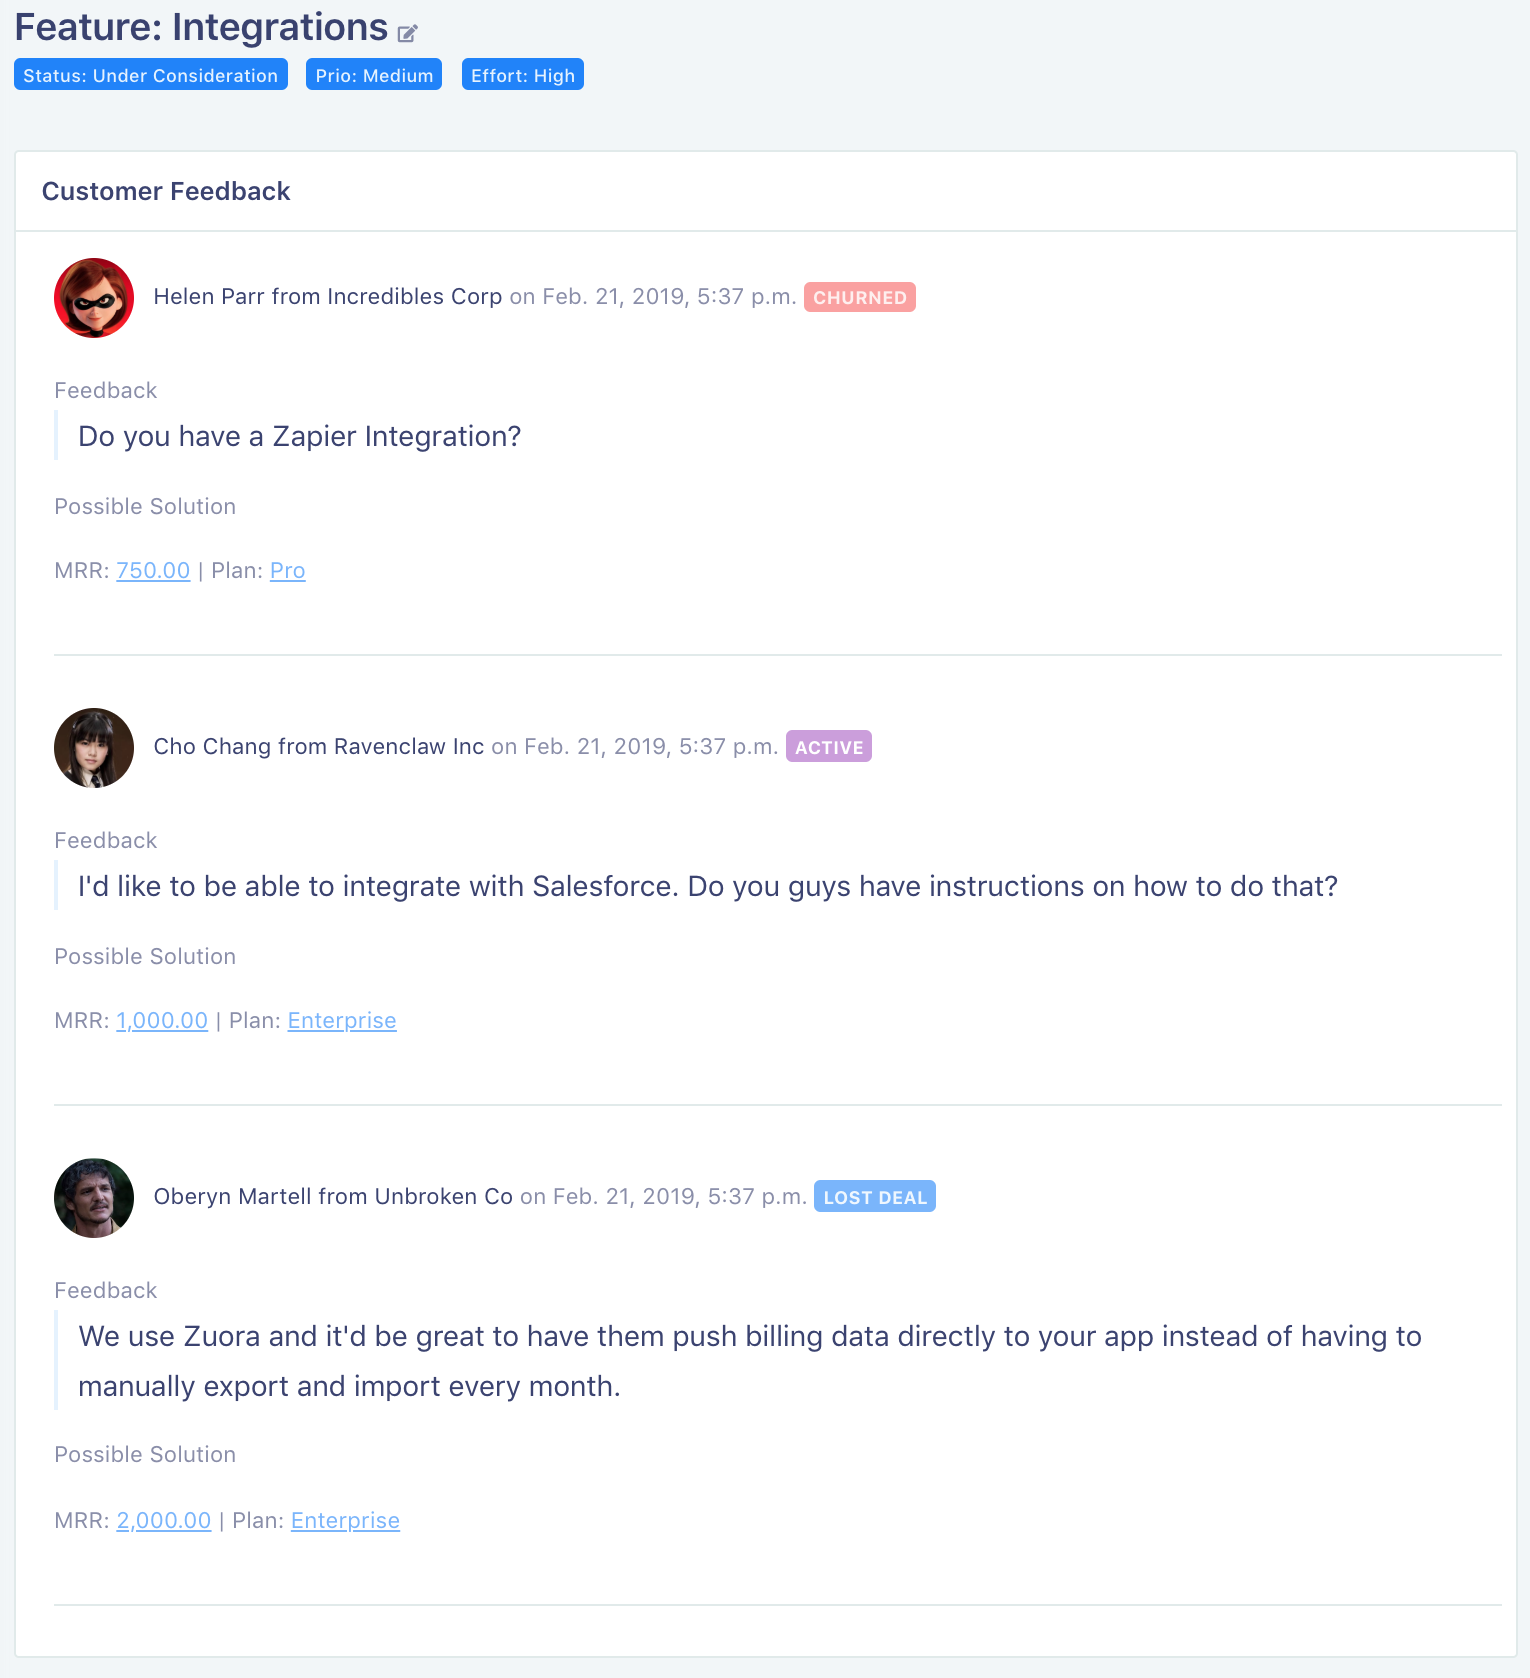 Feature: Integrations
Status: Under Consideration Prio: Medium Effort: High
Customer Feedback
Helen Parr from Incredibles Corp on Feb. 21, 2019, 5:37 p.m. CHURNED
Feedback
Do you have a Zapier Integration?
Possible Solution
MRR: 750.00 | Plan: Pro
Cho Chang from Ravenclaw Inc on Feb. 21, 2019, 5:37 p.m. ACTIVE
Feedback
I'd like to be able to integrate with Salesforce. Do you guys have instructions on how to do that?
Possible Solution
MRR: 1,000.00 | Plan: Enterprise
Oberyn Martell from Unbroken Co on Feb. 21, 2019, 5:37 p.m. LOST DEAL
Feedback
We use Zuora and it'd be great to have them push billing data directly to your app instead of having to
manually export and import every month.
Possible Solution
MRR: 2,000.00 | Plan: Enterprise